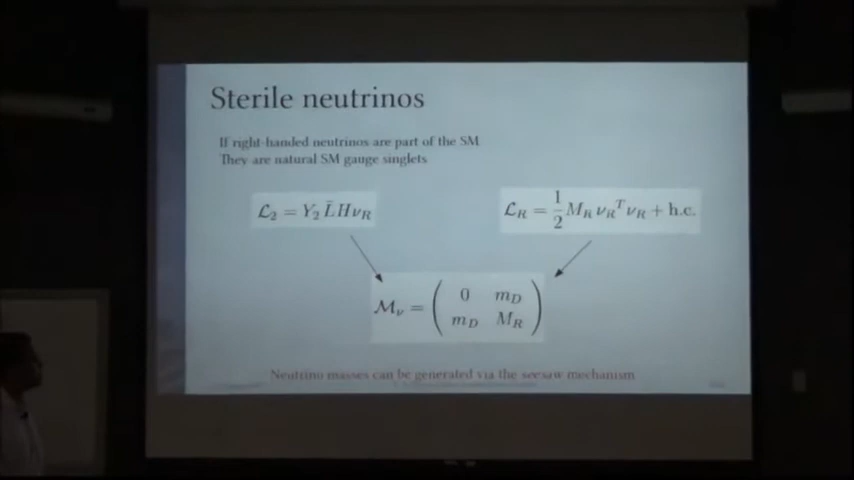 Sterile neutrinos
If right-handed neutrinos are part of the SM
They are natural SM gauge singlets
ℒ₂ = Y₂ L̄Hν_R
ℒ_R = 1/2 M_R ν_R^T ν_R + h.c.
ℳ_ν = ( 0 m_D
m_D M_R )
Neutrino masses can be generated via the seesaw mechanism